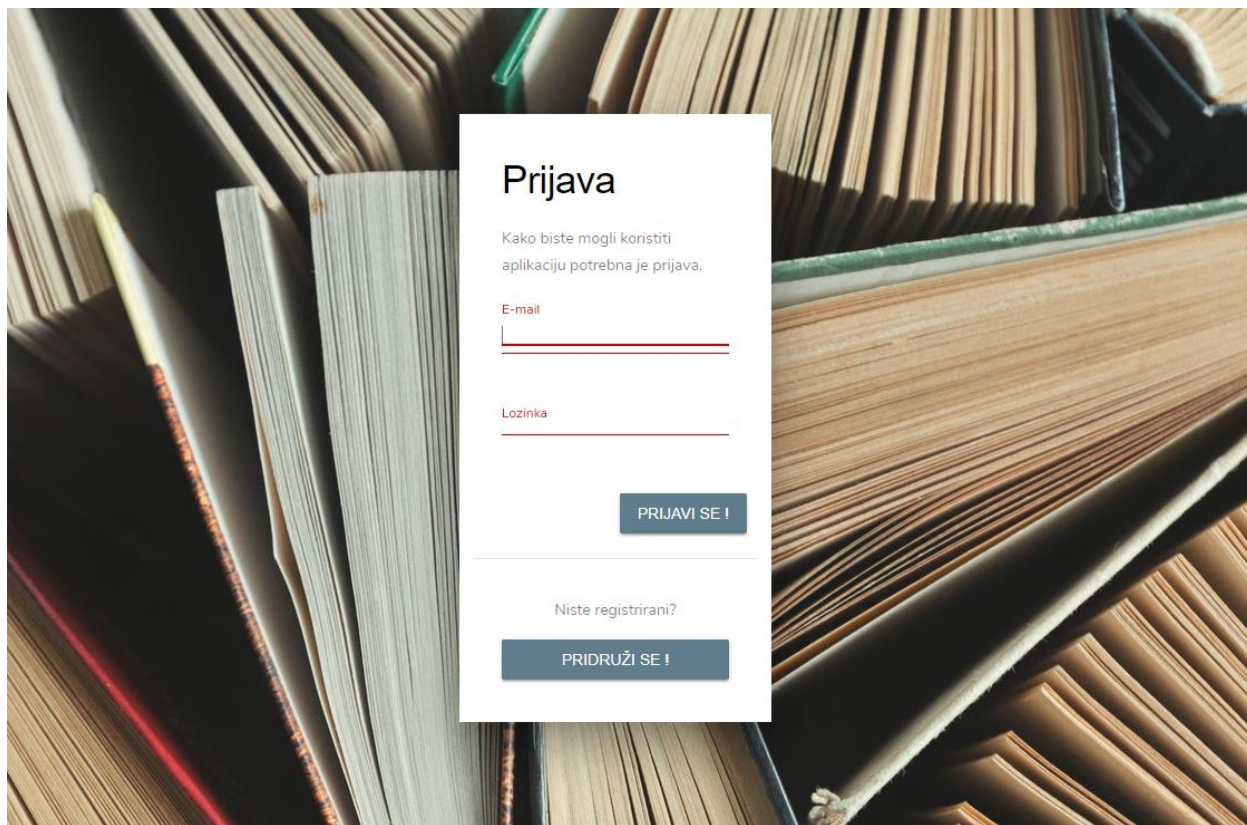 Prijava
Kako biste mogli koristiti
aplikaciju potrebna je prijava.
E-mail
Lozinka
PRIJAVI SE !
Niste registrirani?
PRIDRUŽI SE !